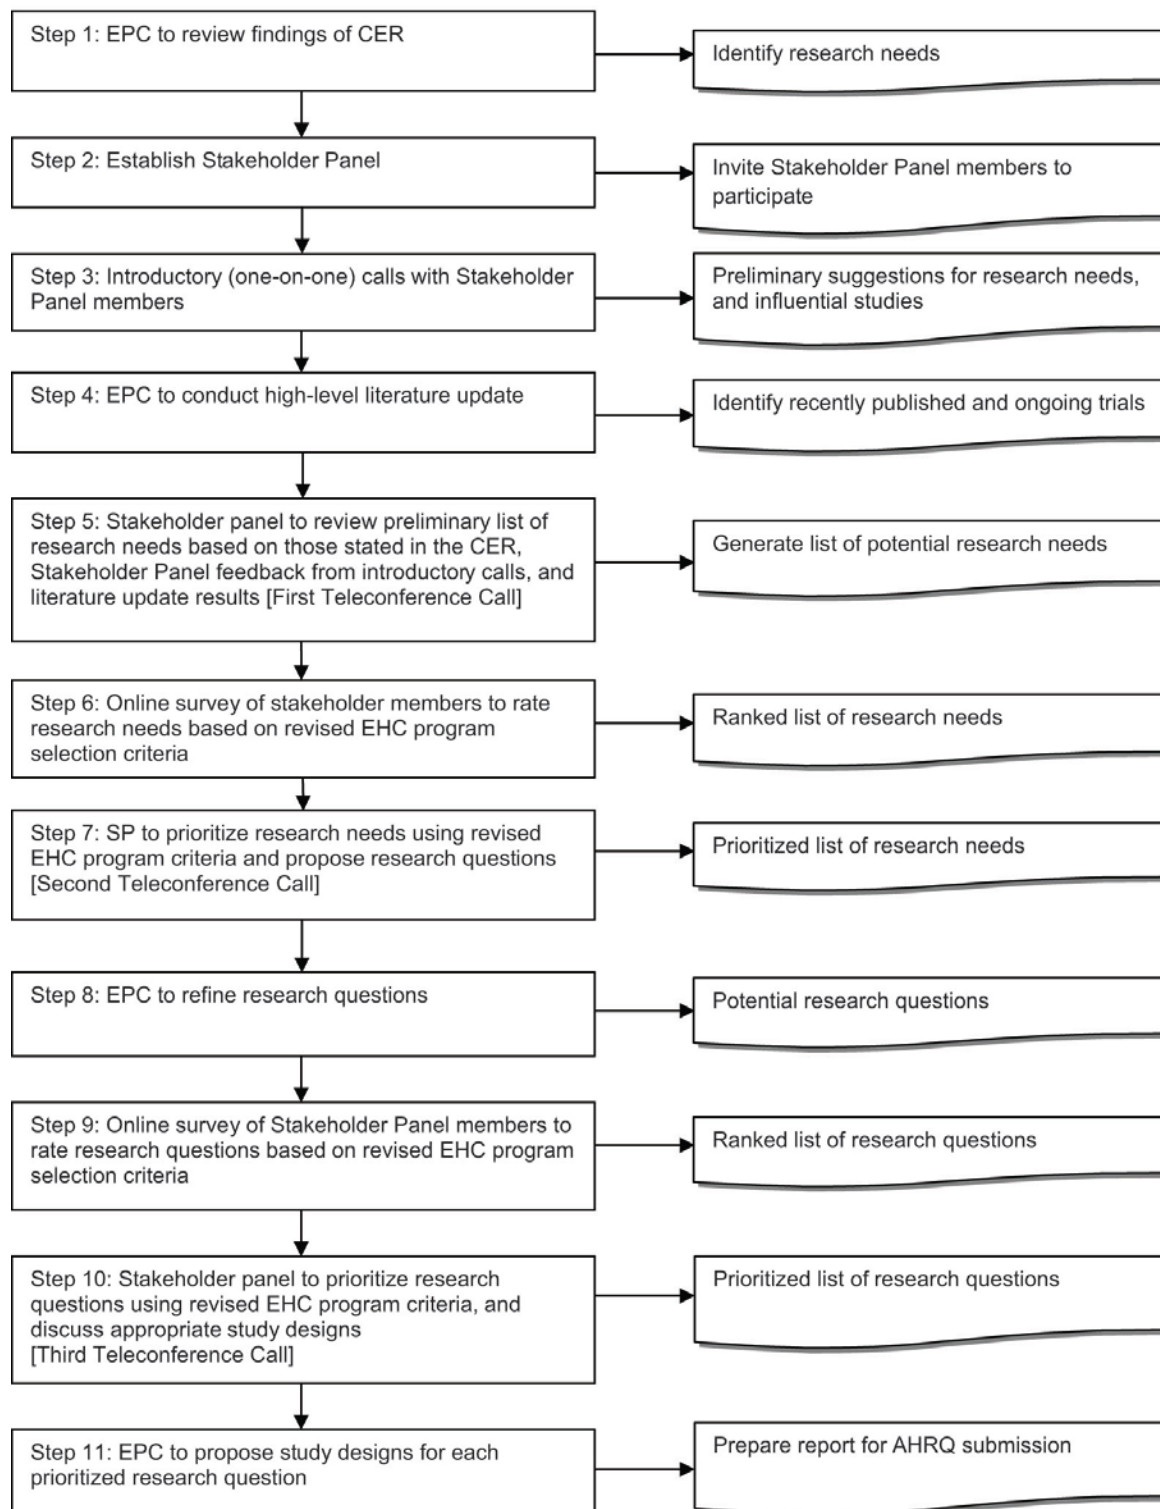 Step 1: EPC to review findings of CER
Identify research needs
Step 2: Establish Stakeholder Panel
Invite Stakeholder Panel members to
participate
Step 3: Introductory (one-on-one) calls with Stakeholder
Panel members
Preliminary suggestions for research needs,
and influential studies
Step 4: EPC to conduct high-level literature update
Identify recently published and ongoing trials
Step 5: Stakeholder panel to review preliminary list of
research needs based on those stated in the CER,
Stakeholder Panel feedback from introductory calls, and
literature update results [First Teleconference Call]
Generate list of potential research needs
Step 6: Online survey of stakeholder members to rate
research needs based on revised EHC program
selection criteria
Ranked list of research needs
Step 7: SP to prioritize research needs using revised
EHC program criteria and propose research questions
[Second Teleconference Call]
Prioritized list of research needs
Step 8: EPC to refine research questions
Potential research questions
Step 9: Online survey of Stakeholder Panel members to
rate research questions based on revised EHC program
selection criteria
Ranked list of research questions
Step 10: Stakeholder panel to prioritize research
questions using revised EHC program criteria, and
discuss appropriate study designs
[Third Teleconference Call]
Prioritized list of research questions
Step 11: EPC to propose study designs for each
prioritized research question
Prepare report for AHRQ submission